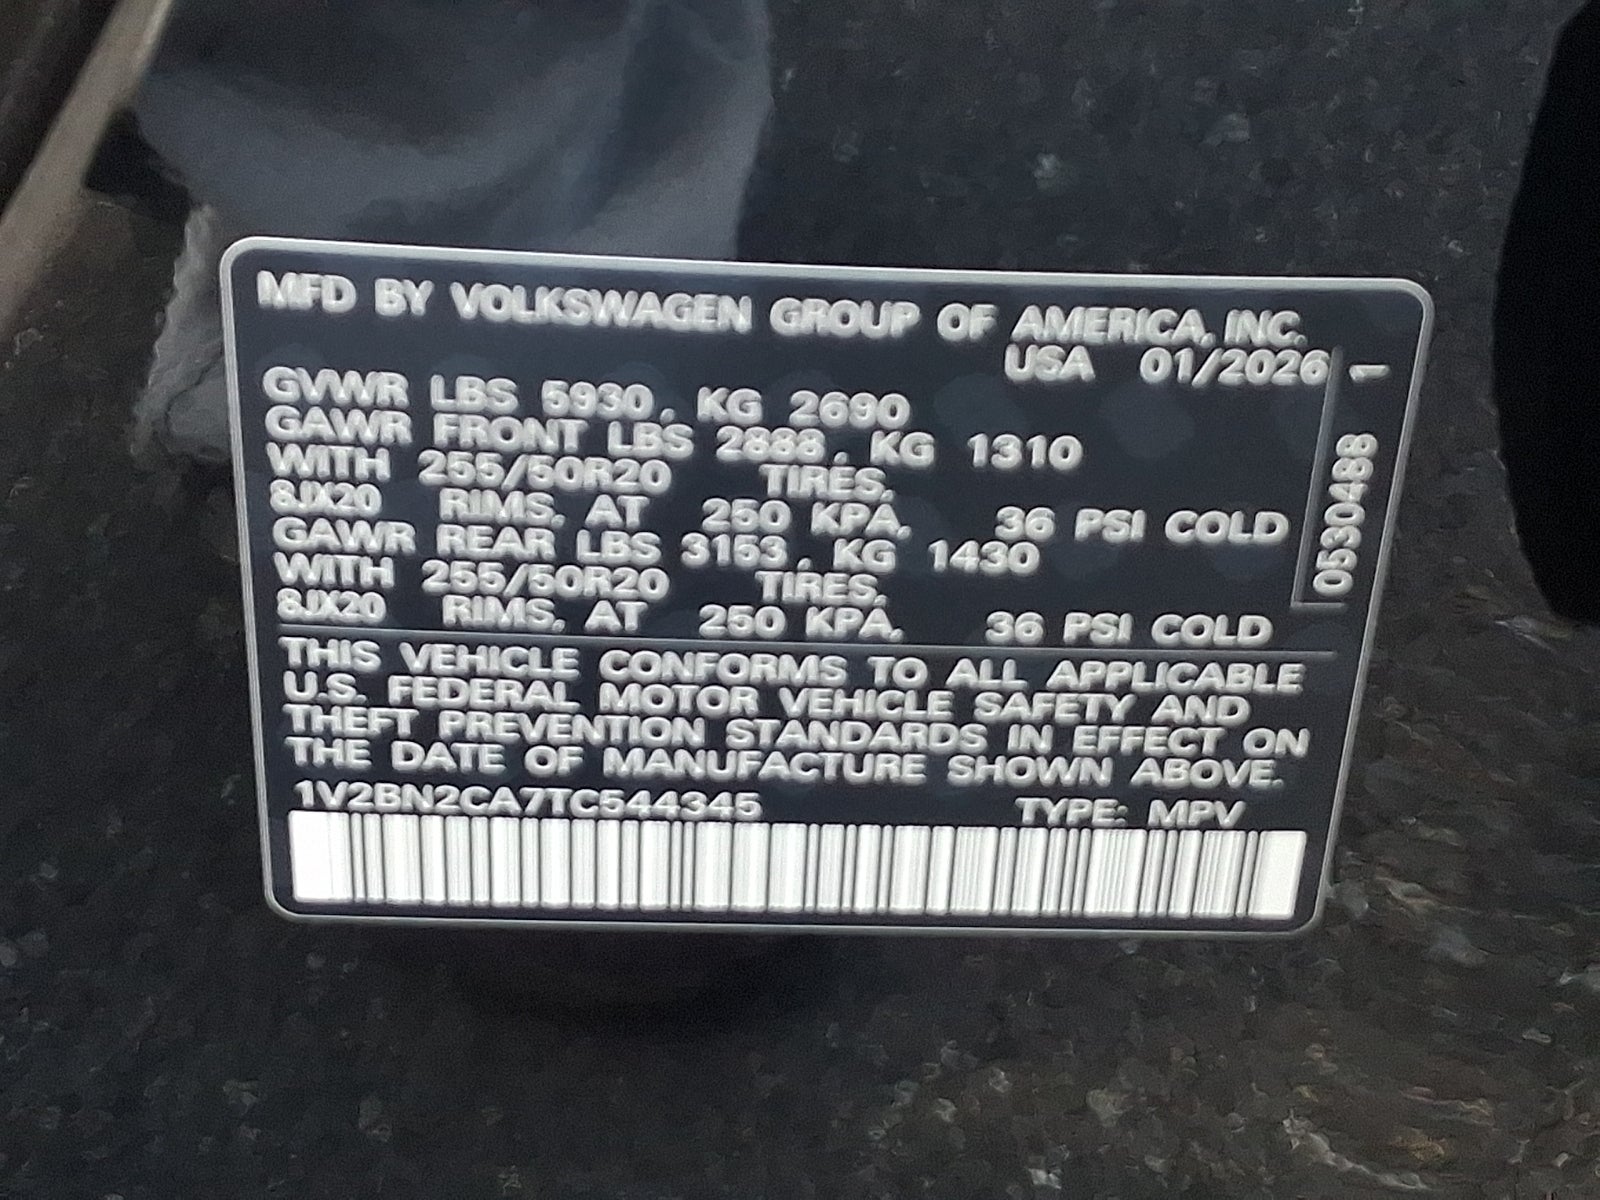 MFD BY VOLKSWAGEN GROUP OF AMERICA, INC.
USA 01/2026
GVWR LBS 5930, KG 2690
GAWR FRONT LBS 2888, KG 1310
WITH 255/50R20 TIRES,
8JX20 RIMS, AT 250 KPA, 36 PSI COLD
GAWR REAR LBS 3153, KG 1430
WITH 255/50R20 TIRES,
8JX20 RIMS, AT 250 KPA, 36 PSI COLD
THIS VEHICLE CONFORMS TO ALL APPLICABLE
U.S. FEDERAL MOTOR VEHICLE SAFETY AND
THEFT PREVENTION STANDARDS IN EFFECT ON
THE DATE OF MANUFACTURE SHOWN ABOVE.
1V2BN2CA7TC544345 TYPE: MPV
0530486 1